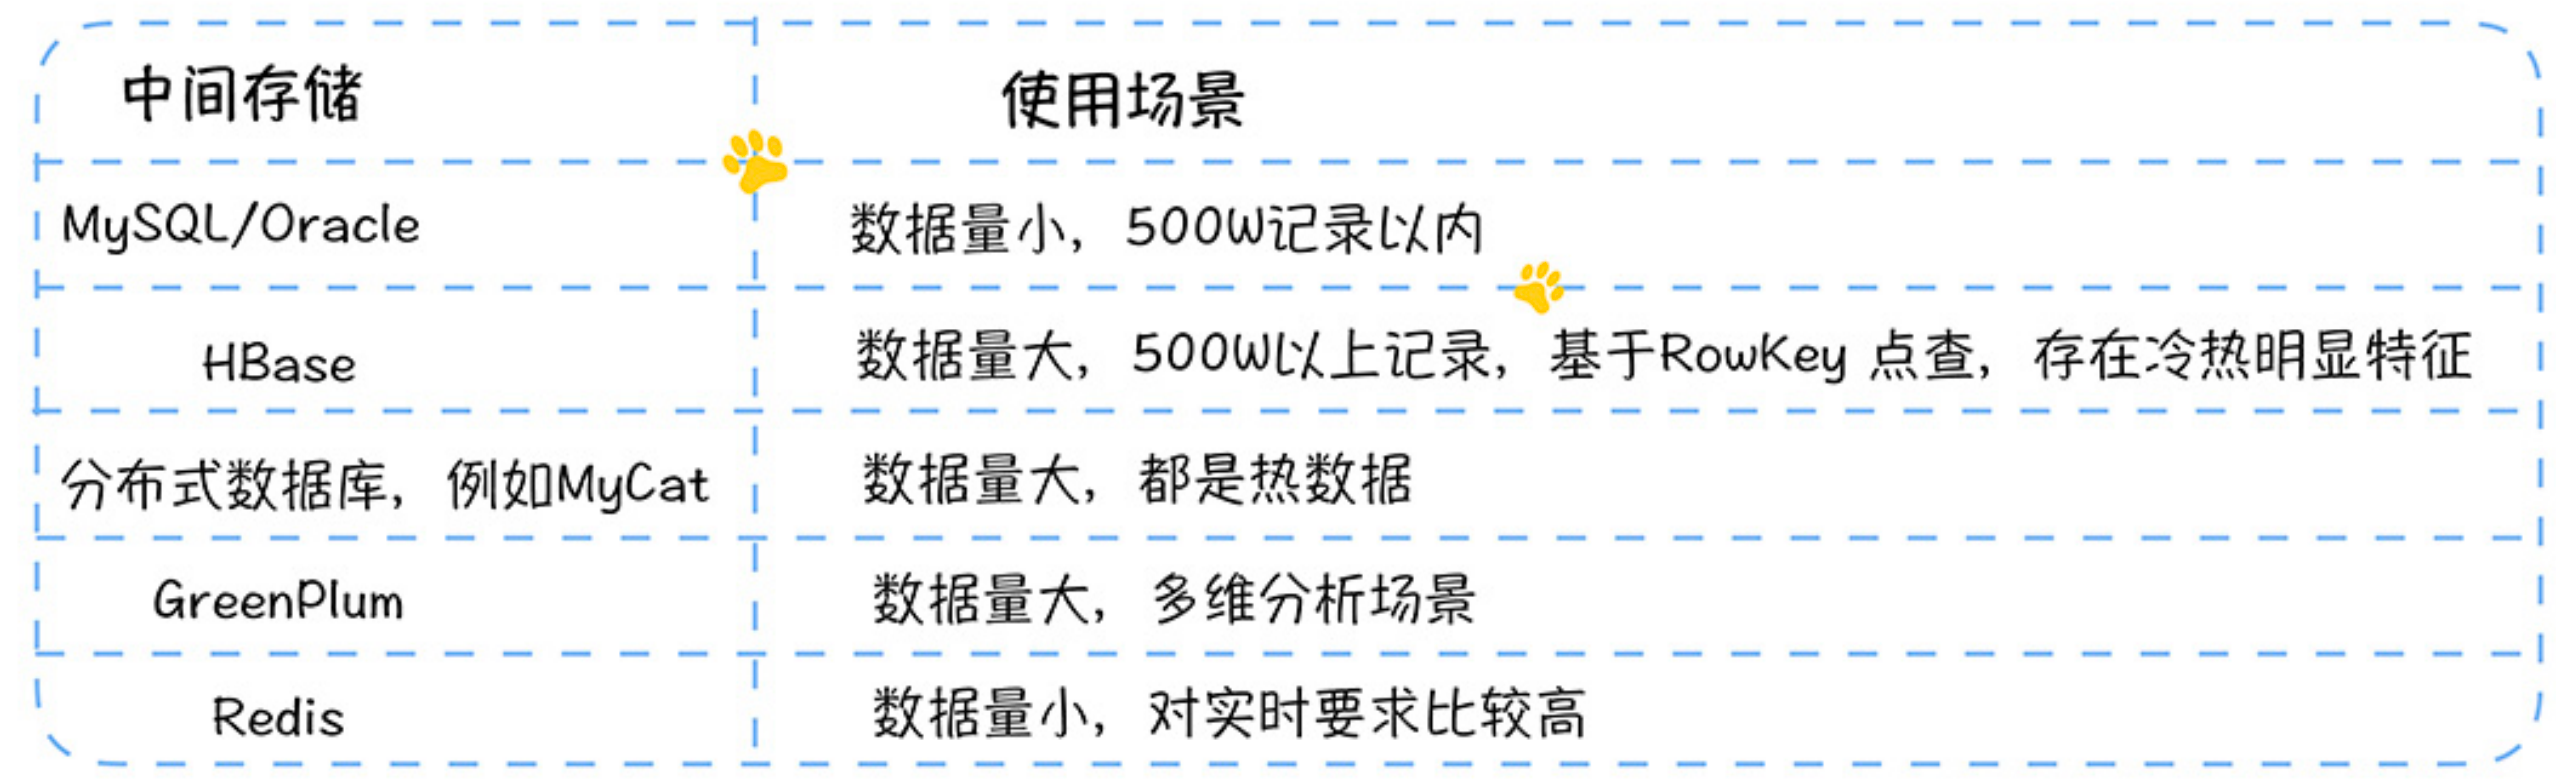 中间存储 使用场景
MySQL/Oracle 数据量小，500W记录以内
HBase 数据量大，500W以上记录，基于RowKey 点查，存在冷热明显特征
分布式数据库，例如MyCat 数据量大，都是热数据
GreenPlum 数据量大，多维分析场景
Redis 数据量小，对实时要求比较高